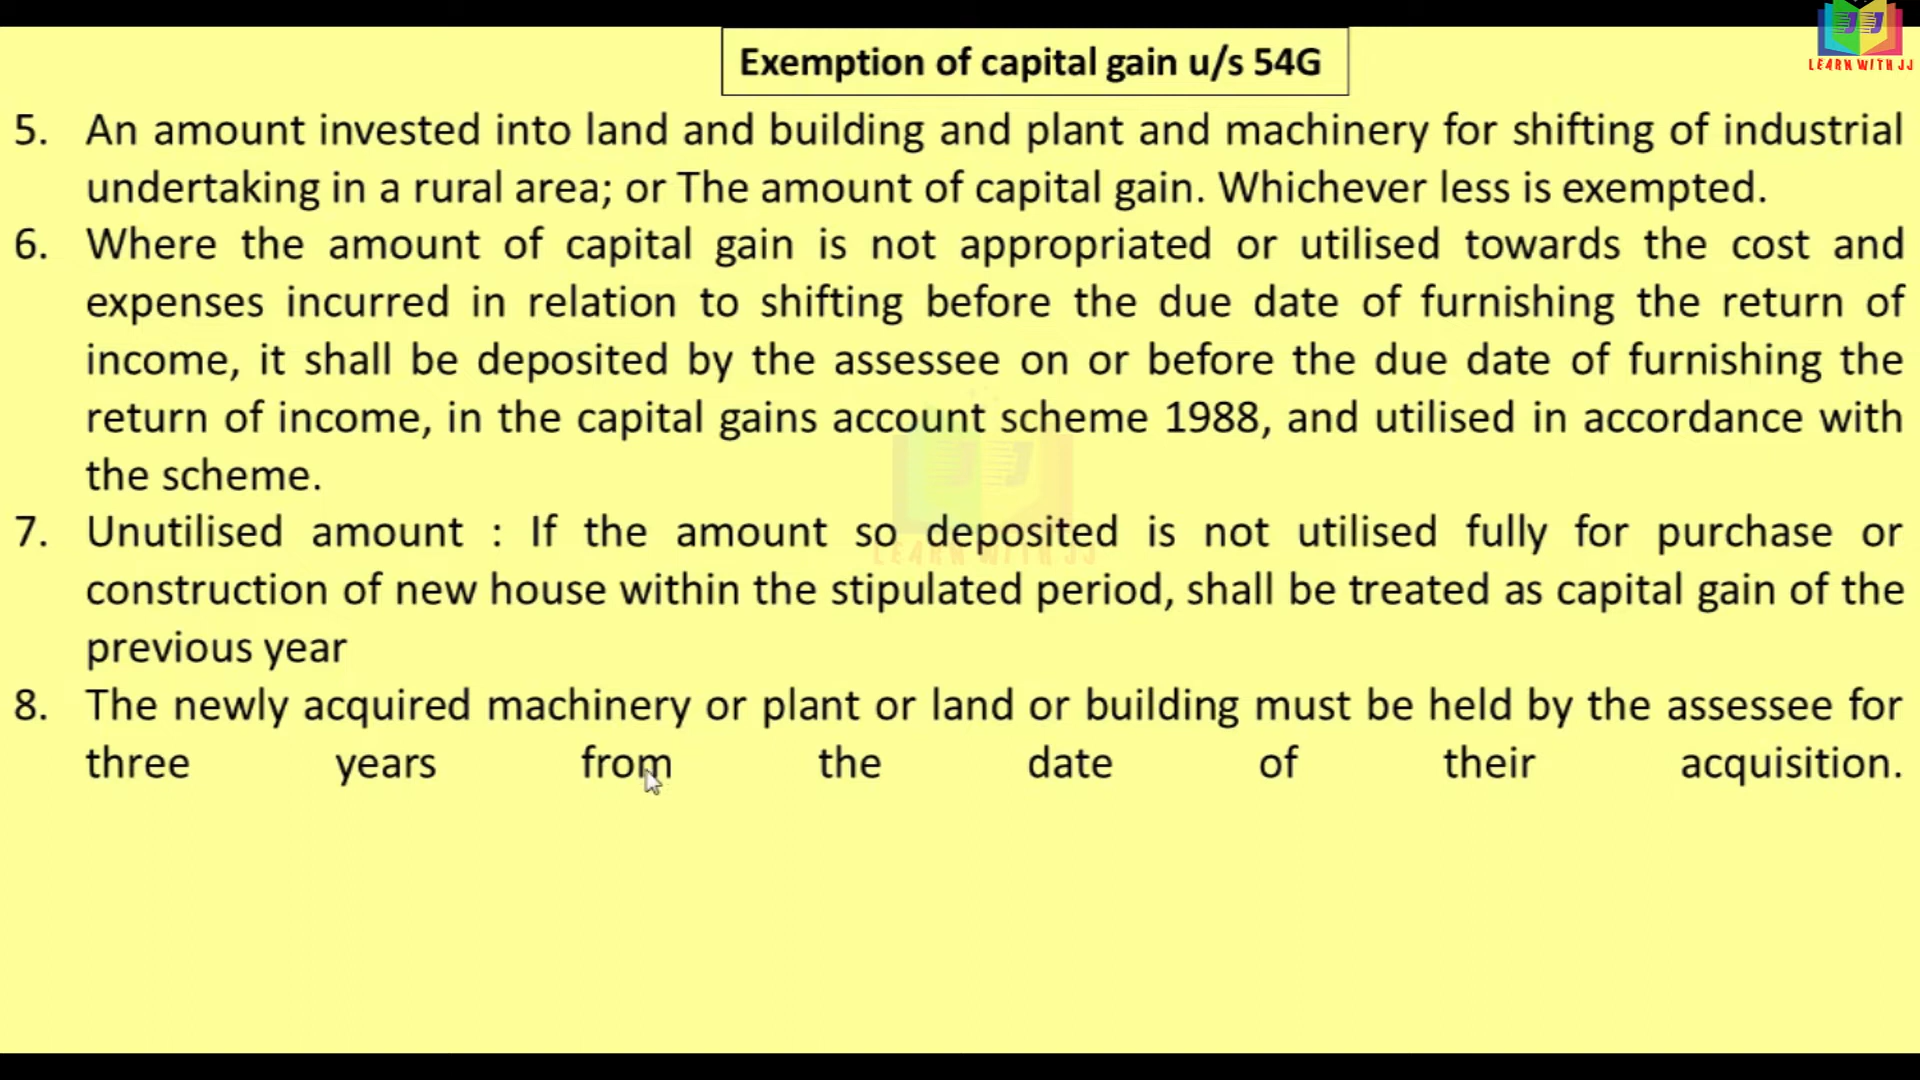 Exemption of capital gain u/s 54G
LEARN WITH JJ
5. An amount invested into land and building and plant and machinery for shifting of industrial
undertaking in a rural area; or The amount of capital gain. Whichever less is exempted.
6. Where the amount of capital gain is not appropriated or utilised towards the cost and
expenses incurred in relation to shifting before the due date of furnishing the return of
income, it shall be deposited by the assessee on or before the due date of furnishing the
return of income, in the capital gains account scheme 1988, and utilised in accordance with
the scheme.
7. Unutilised amount : If the amount so deposited is not utilised fully for purchase or
LEARN WITH JJ
construction of new house within the stipulated period, shall be treated as capital gain of the
previous year
8. The newly acquired machinery or plant or land or building must be held by the assessee for
three years from the date of their acquisition.